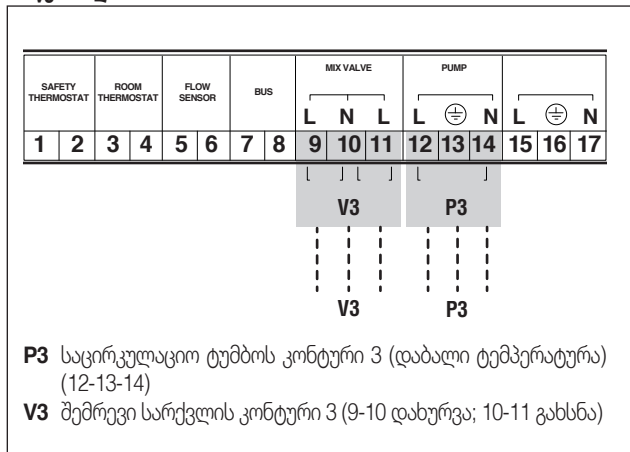 MIX VALVE PUMP
SAFETY THERMOSTAT ROOM THERMOSTAT FLOW SENSOR BUS
L N L L N L N
1 2 3 4 5 6 7 8 9 10 11 12 13 14 15 16 17
V3 P3
V3 P3
P3 საცირკულაციო ტუმბოს კონტური 3 (დაბალი ტემპერატურა)
(12-13-14)
V3 შემრევი სარქვლის კონტური 3 (9-10 დახურვა; 10-11 გახსნა)